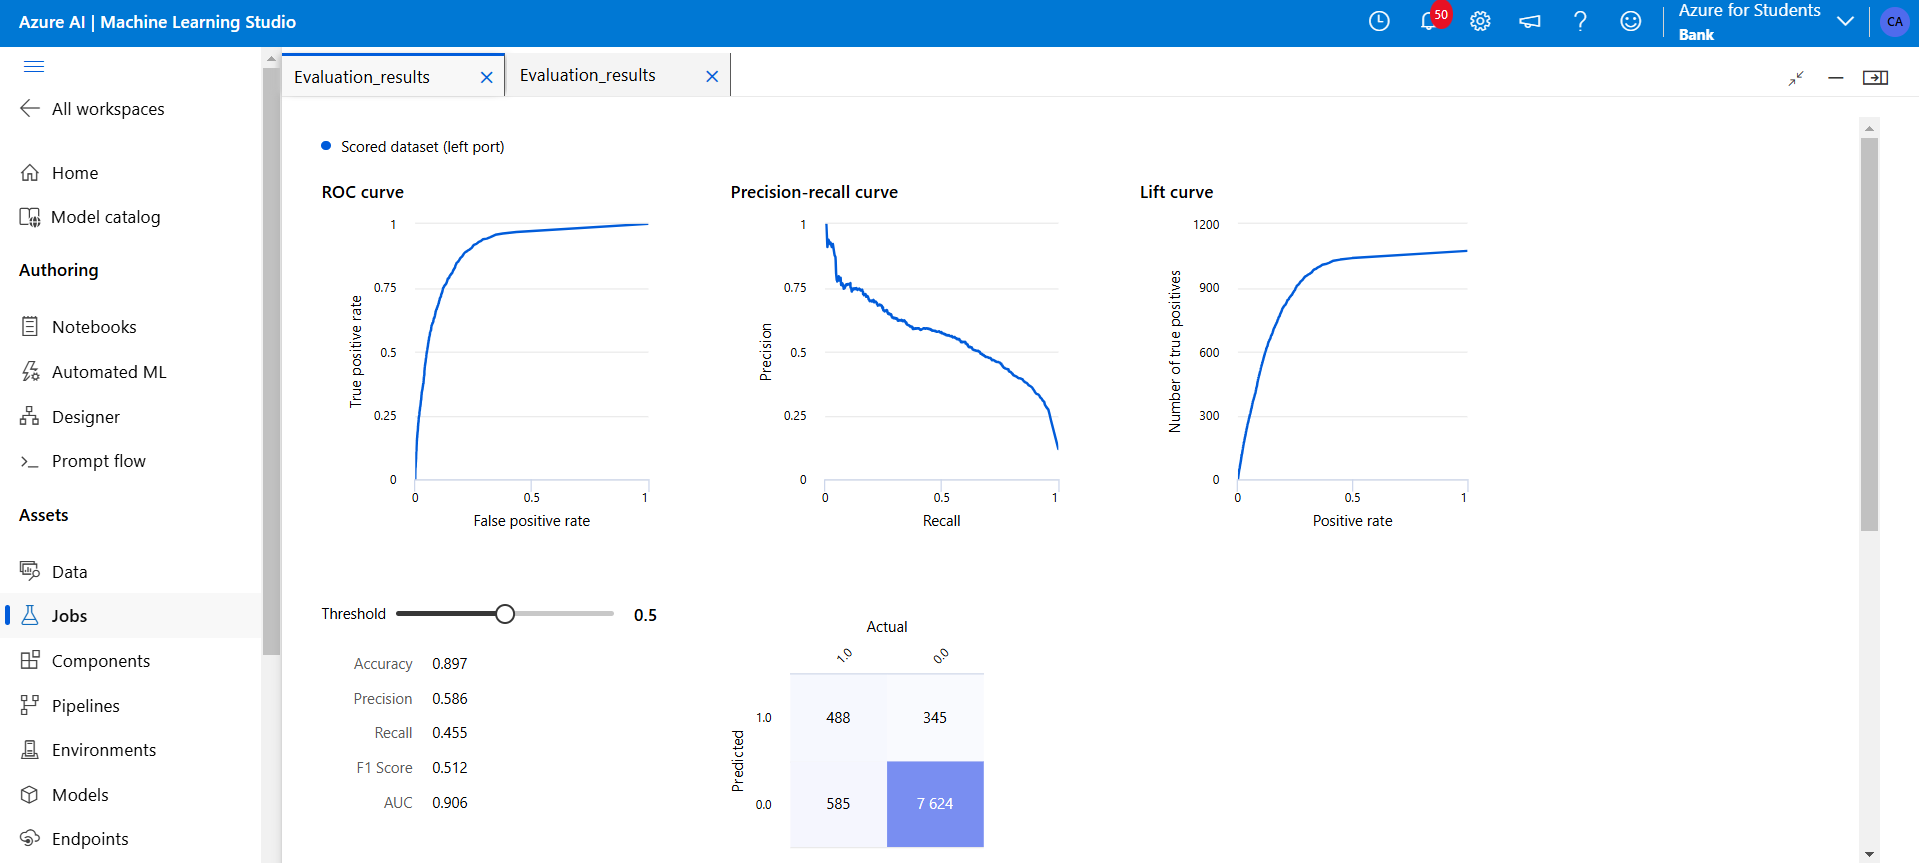 Azure AI | Machine Learning Studio
50
Azure for Students
Bank
CA
All workspaces
Home
Model catalog
Authoring
Notebooks
Automated ML
Designer
Prompt flow
Assets
Data
Jobs
Components
Pipelines
Environments
Models
Endpoints
Evaluation_results
Evaluation_results
Scored dataset (left port)
ROC curve
True positive rate
1
0.75
0.5
0.25
0
0 0.5 1
False positive rate
Precision-recall curve
Precision
1
0.75
0.5
0.25
0
0 0.5 1
Recall
Lift curve
Number of true positives
1200
900
600
300
0
0 0.5 1
Positive rate
Threshold 0.5
Accuracy 0.897
Precision 0.586
Recall 0.455
F1 Score 0.512
AUC 0.906
Actual
1.0 0.0
Predicted
1.0 488 345
0.0 585 7 624